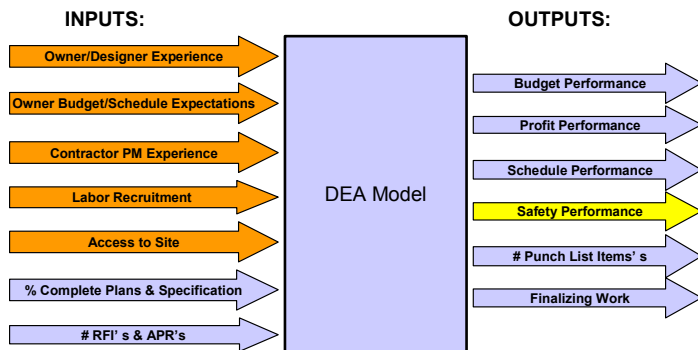 INPUTS:
OUTPUTS:
Owner/Designer Experience
Owner Budget/Schedule Expectations
Contractor PM Experience
Labor Recruitment
Access to Site
% Complete Plans & Specification
# RFI' s & APR's
DEA Model
Budget Performance
Profit Performance
Schedule Performance
Safety Performance
# Punch List Items' s
Finalizing Work